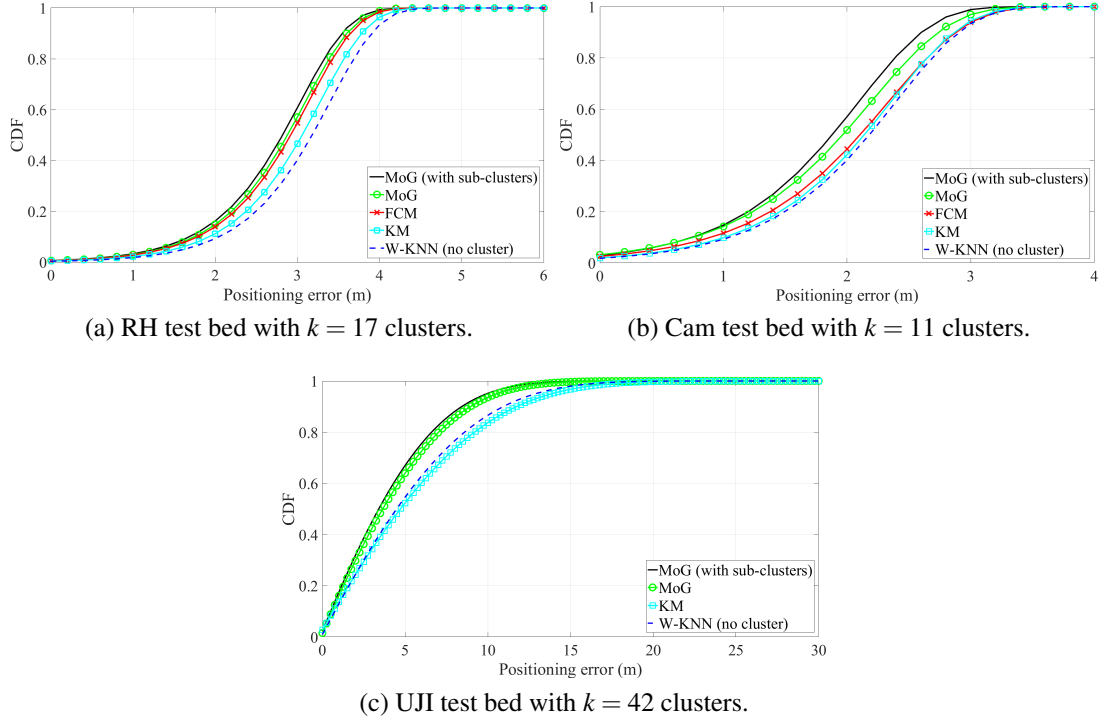 1
0.8
0.6
0.4
0.2
0
CDF
0 1 2 3 4 5 6
Positioning error (m)
MoG (with sub-clusters)
MoG
FCM
KM
W-KNN (no cluster)
(a) RH test bed with k = 17 clusters.
1
0.8
0.6
0.4
0.2
0
CDF
0 1 2 3 4
Positioning error (m)
MoG (with sub-clusters)
MoG
FCM
KM
W-KNN (no cluster)
(b) Cam test bed with k = 11 clusters.
1
0.8
0.6
0.4
0.2
0
CDF
0 5 10 15 20 25 30
Positioning error (m)
MoG (with sub-clusters)
MoG
KM
W-KNN (no cluster)
(c) UJI test bed with k = 42 clusters.